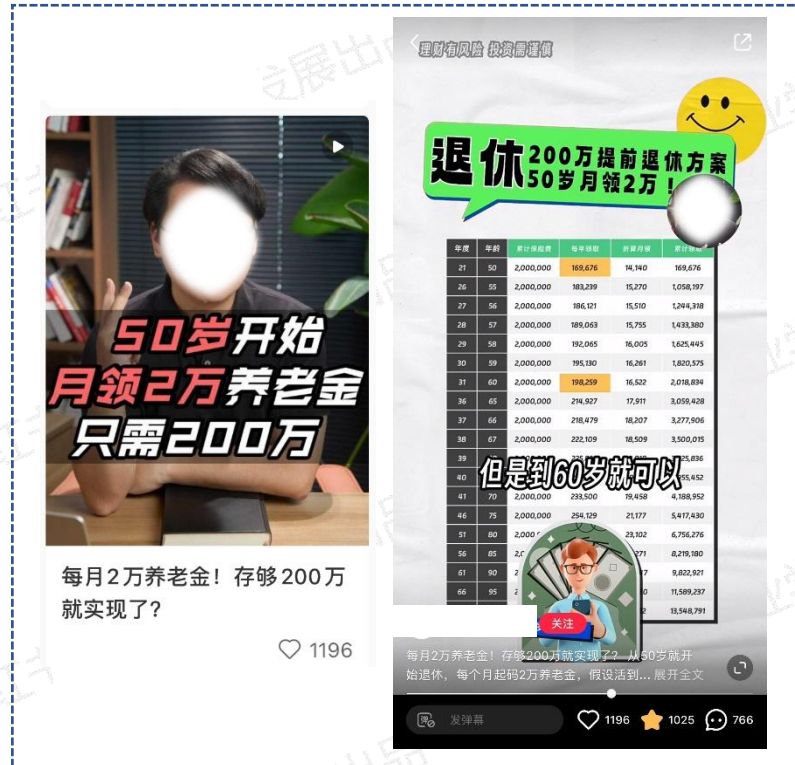 50岁开始
月领2万养老金
只需200万
每月2万养老金！存够200万
就实现了？
1196
理财有风险 投资需谨慎
退休 200万提前退休方案
50岁月领2万！
年度 年龄 累计保险费 每年领取 折算月领 累计领取
21 50 2,000,000 169,676 14,140 169,676
26 55 2,000,000 183,239 15,270 1,058,197
27 56 2,000,000 186,121 15,510 1,244,318
28 57 2,000,000 189,063 15,755 1,433,380
29 58 2,000,000 192,065 16,005 1,625,445
30 59 2,000,000 195,130 16,261 1,820,575
31 60 2,000,000 198,259 16,522 2,018,834
36 65 2,000,000 214,927 17,911 3,059,428
37 66 2,000,000 218,479 18,207 3,277,906
38 67 2,000,000 222,109 18,509 3,500,015
39
40
但是到60岁就可以
41 70 2,000,000 233,500 19,458 4,188,952
46 75 2,000,000 254,129 21,177 5,417,430
51 80 23,102 6,756,276
56 85 8,219,180
61 90 9,822,921
66 95 11,589,237
13,548,791
关注
每月2万养老金！存够200万就实现了？ 从50岁就开
始退休，每个月起码2万养老金，假设活到... 展开全文
弹 发弹幕 1196 1025 766